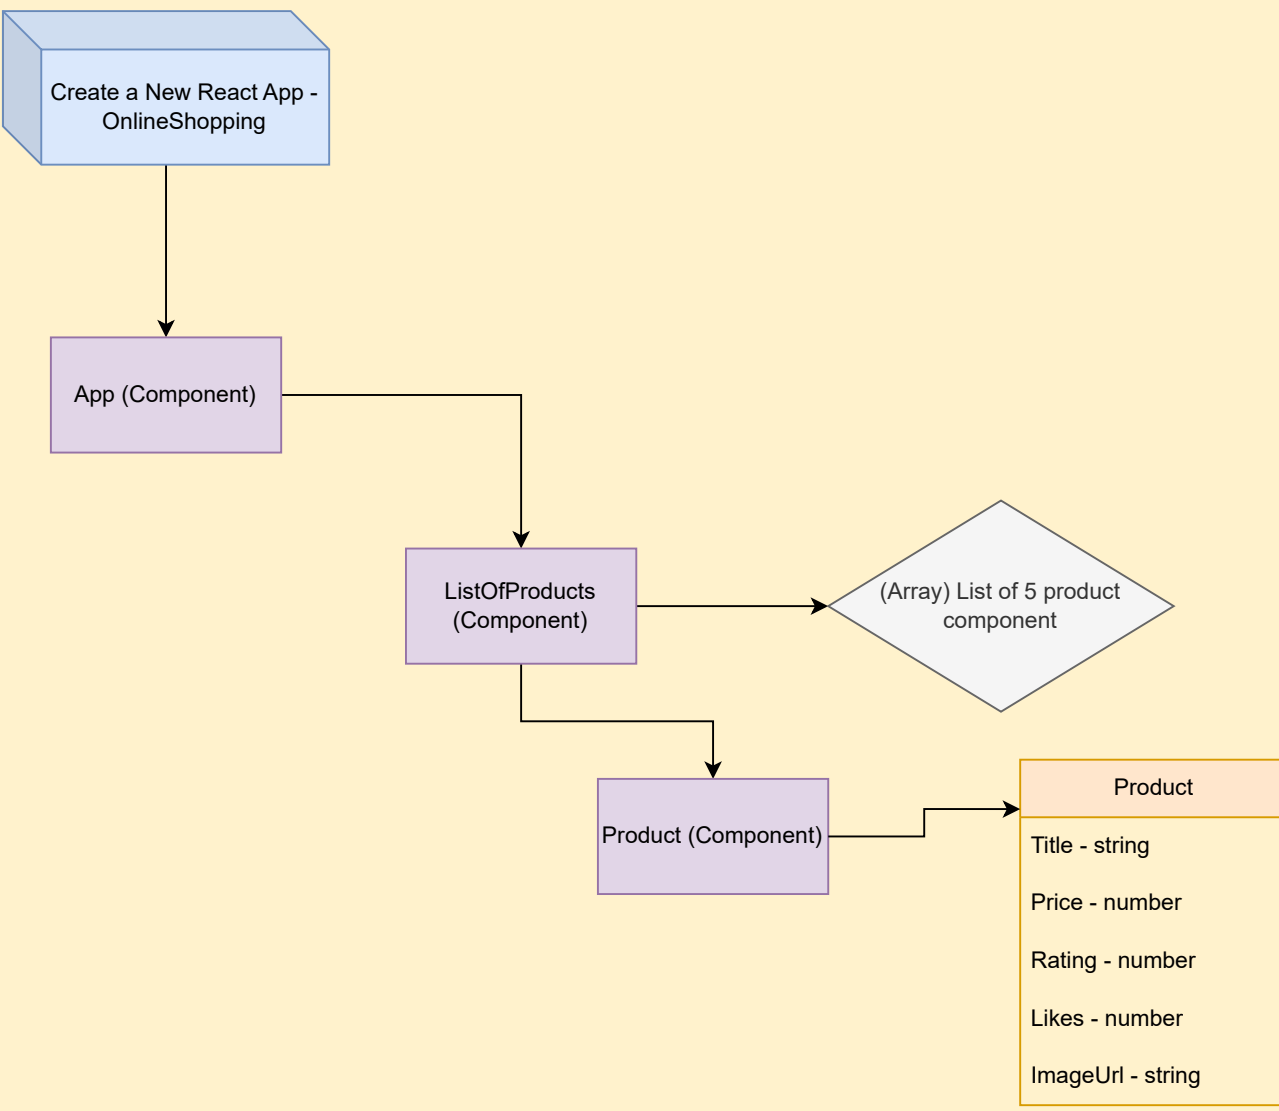 Create a New React App -
OnlineShopping
App (Component)
ListOfProducts
(Component)
(Array) List of 5 product
component
Product (Component)
Product
Title - string
Price - number
Rating - number
Likes - number
ImageUrl - string